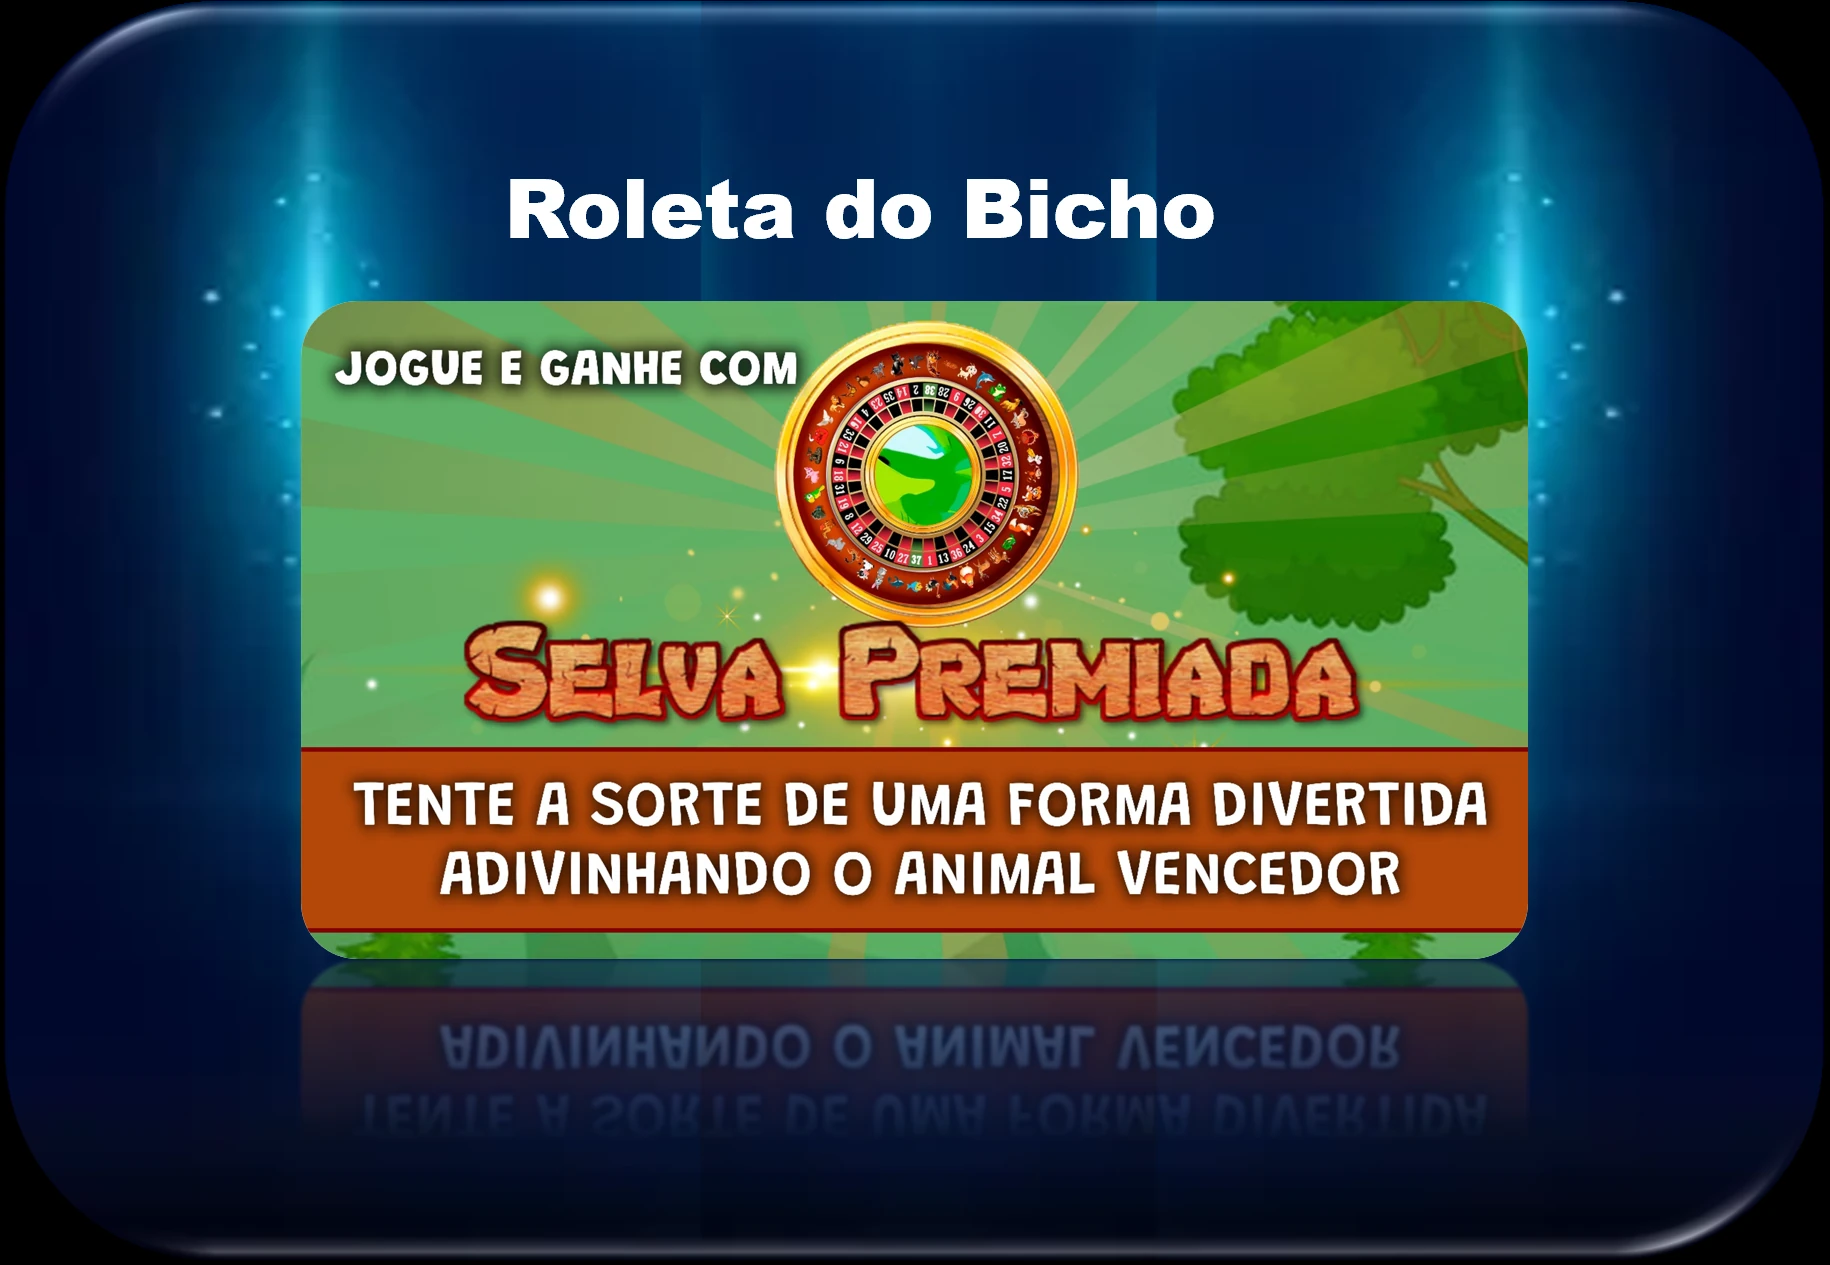 Roleta do Bicho
JOGUE E GANHE COM
SELVA PREMIADA
TENTE A SORTE DE UMA FORMA DIVERTIDA
ADIVINHANDO O ANIMAL VENCEDOR